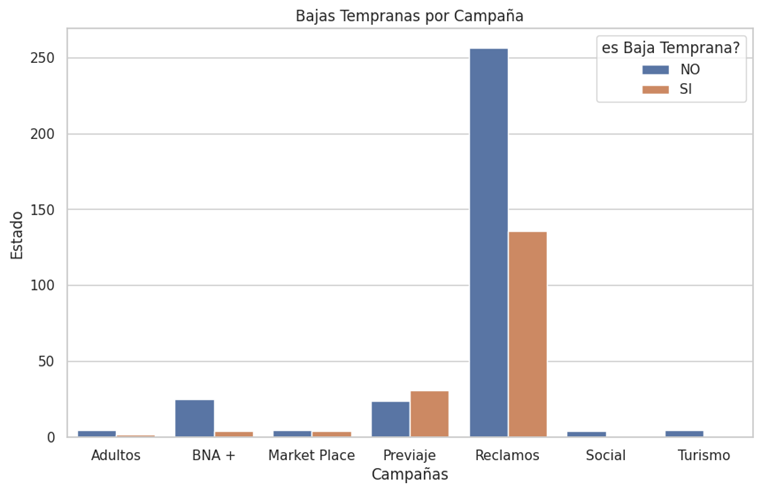 Bajas Tempranas por Campaña
es Baja Temprana?
NO
SI
250
200
150
100
50
0
Estado
Adultos BNA + Market Place Previaje Reclamos Social Turismo
Campañas